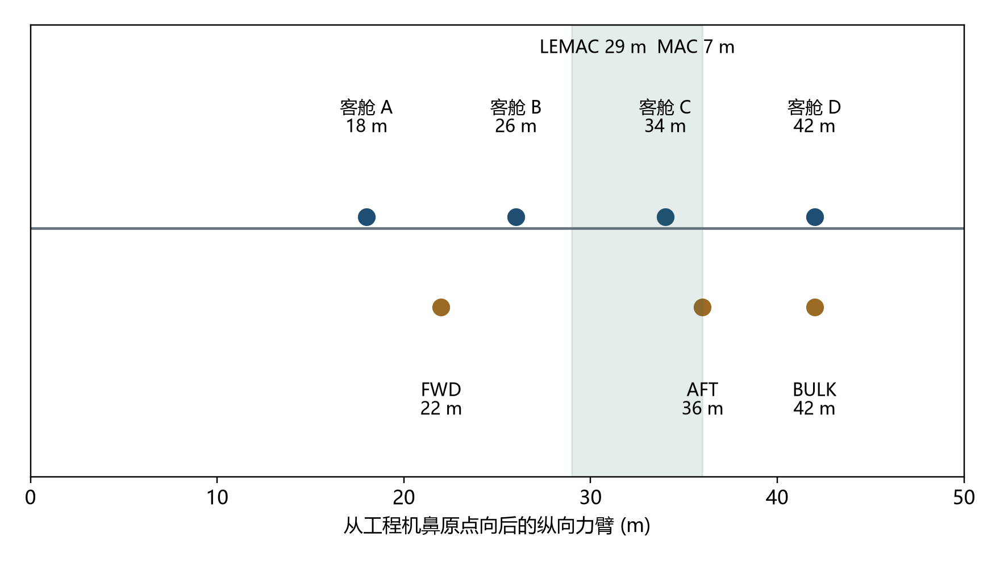 LEMAC 29 m  MAC 7 m
客舱 A
18 m
客舱 B
26 m
客舱 C
34 m
客舱 D
42 m
FWD
22 m
AFT
36 m
BULK
42 m
0
10
20
30
40
50
从工程机鼻原点向后的纵向力臂 (m)